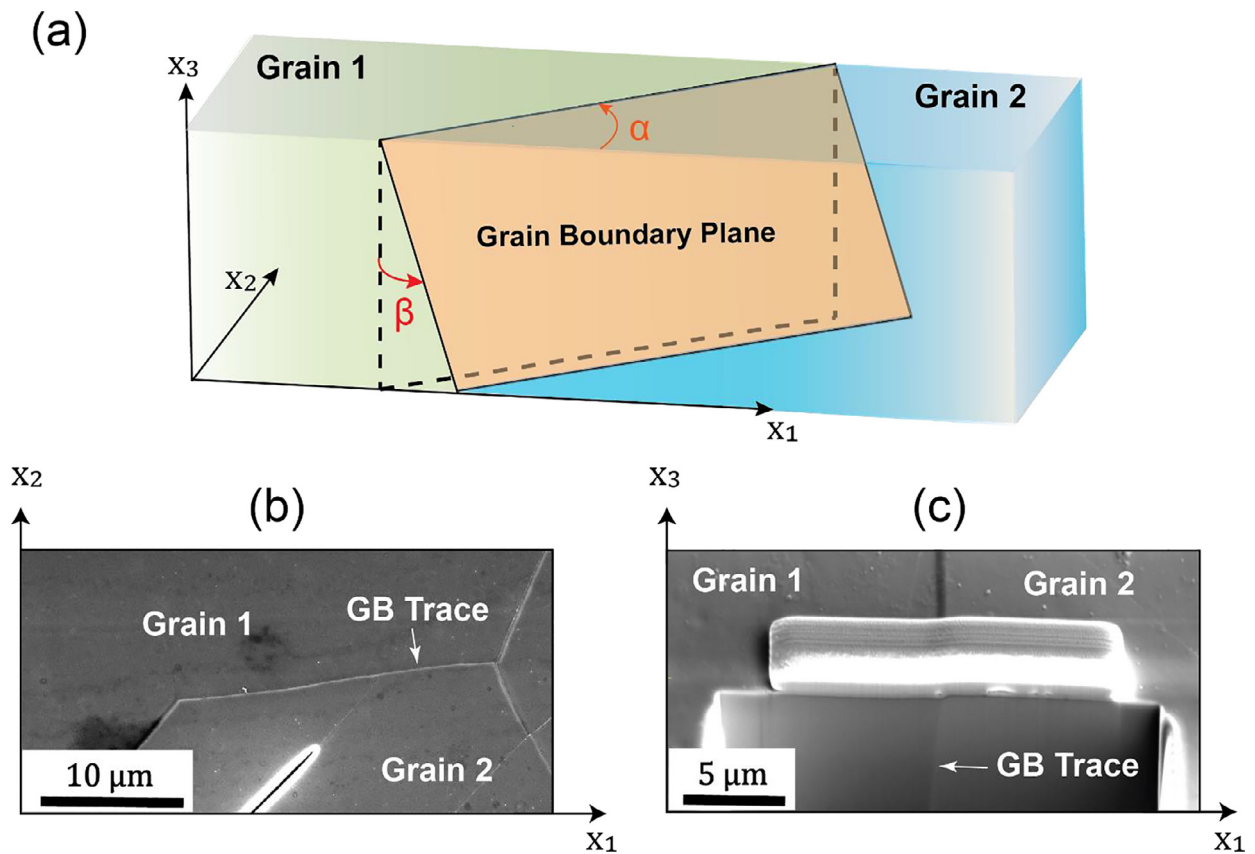 (a)
x₃
Grain 1
Grain 2
α
Grain Boundary Plane
x₂
β
x₁
x₂
(b)
x₃
(c)
Grain 1
GB Trace
Grain 2
10 µm
x₁
Grain 1
Grain 2
GB Trace
5 µm
x₁